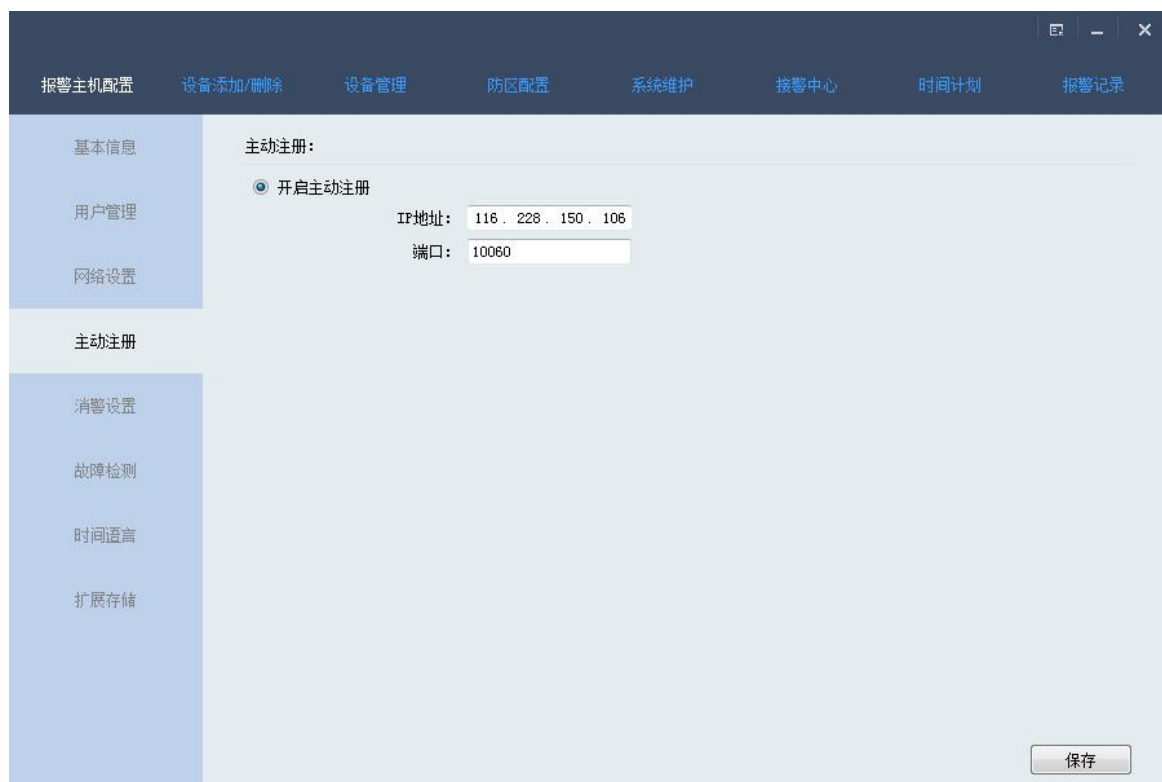 报警主机配置 设备添加/删除 设备管理 防区配置 系统维护 接警中心 时间计划 报警记录
基本信息
用户管理
网络设置
主动注册
消警设置
故障检测
时间语言
扩展存储
主动注册：
开启主动注册
IP地址： 116 . 228 . 150 . 106
端口： 10060
保存